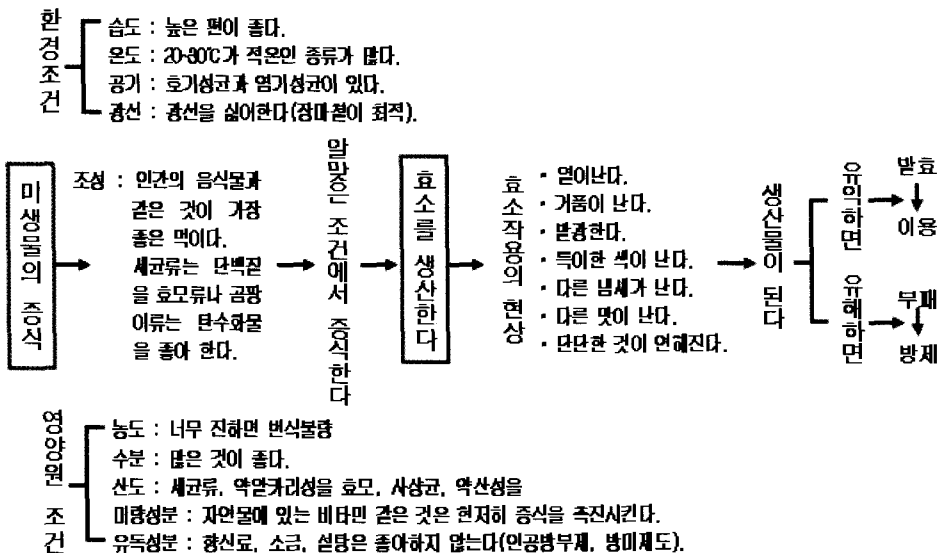 환경조건
습도 : 높은 편이 좋다.
온도 : 20-30℃가 적온인 종류가 많다.
공기 : 호기성균과 염기성균이 있다.
광선 : 광선을 싫어한다(장마철이 최적).
미생물의 증식
조성 : 인간의 음식물과
같은 것이 가장
좋은 먹이다.
세균류는 단백질
을 효모류나 곰팡
이류는 탄수화물
을 좋아 한다.
알맞은 조건에서 증식한다
효소를 생산한다
효소작용의 현상
· 열이난다.
· 거품이 난다.
· 발광한다.
· 특이한 색이 난다.
· 다른 냄새가 난다.
· 다른 맛이 난다.
· 단단한 것이 연해진다.
생산물이 된다
유익하면
발효
이용
유해하면
부패
방제
영양원 조건
농도 : 너무 진하면 번식불량
수분 : 많은 것이 좋다.
산도 : 세균류, 약알카리성을 효모, 사상균, 약산성을
미량성분 : 자연물에 있는 비타민 같은 것은 현저히 증식을 촉진시킨다.
유독성분 : 향신료, 소금, 설탕은 좋아하지 않는다(인공방부제, 방미제도).